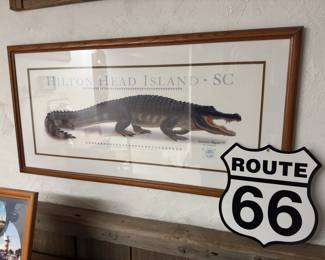 HILTON HEAD ISLAND - SC
ROUTE
66